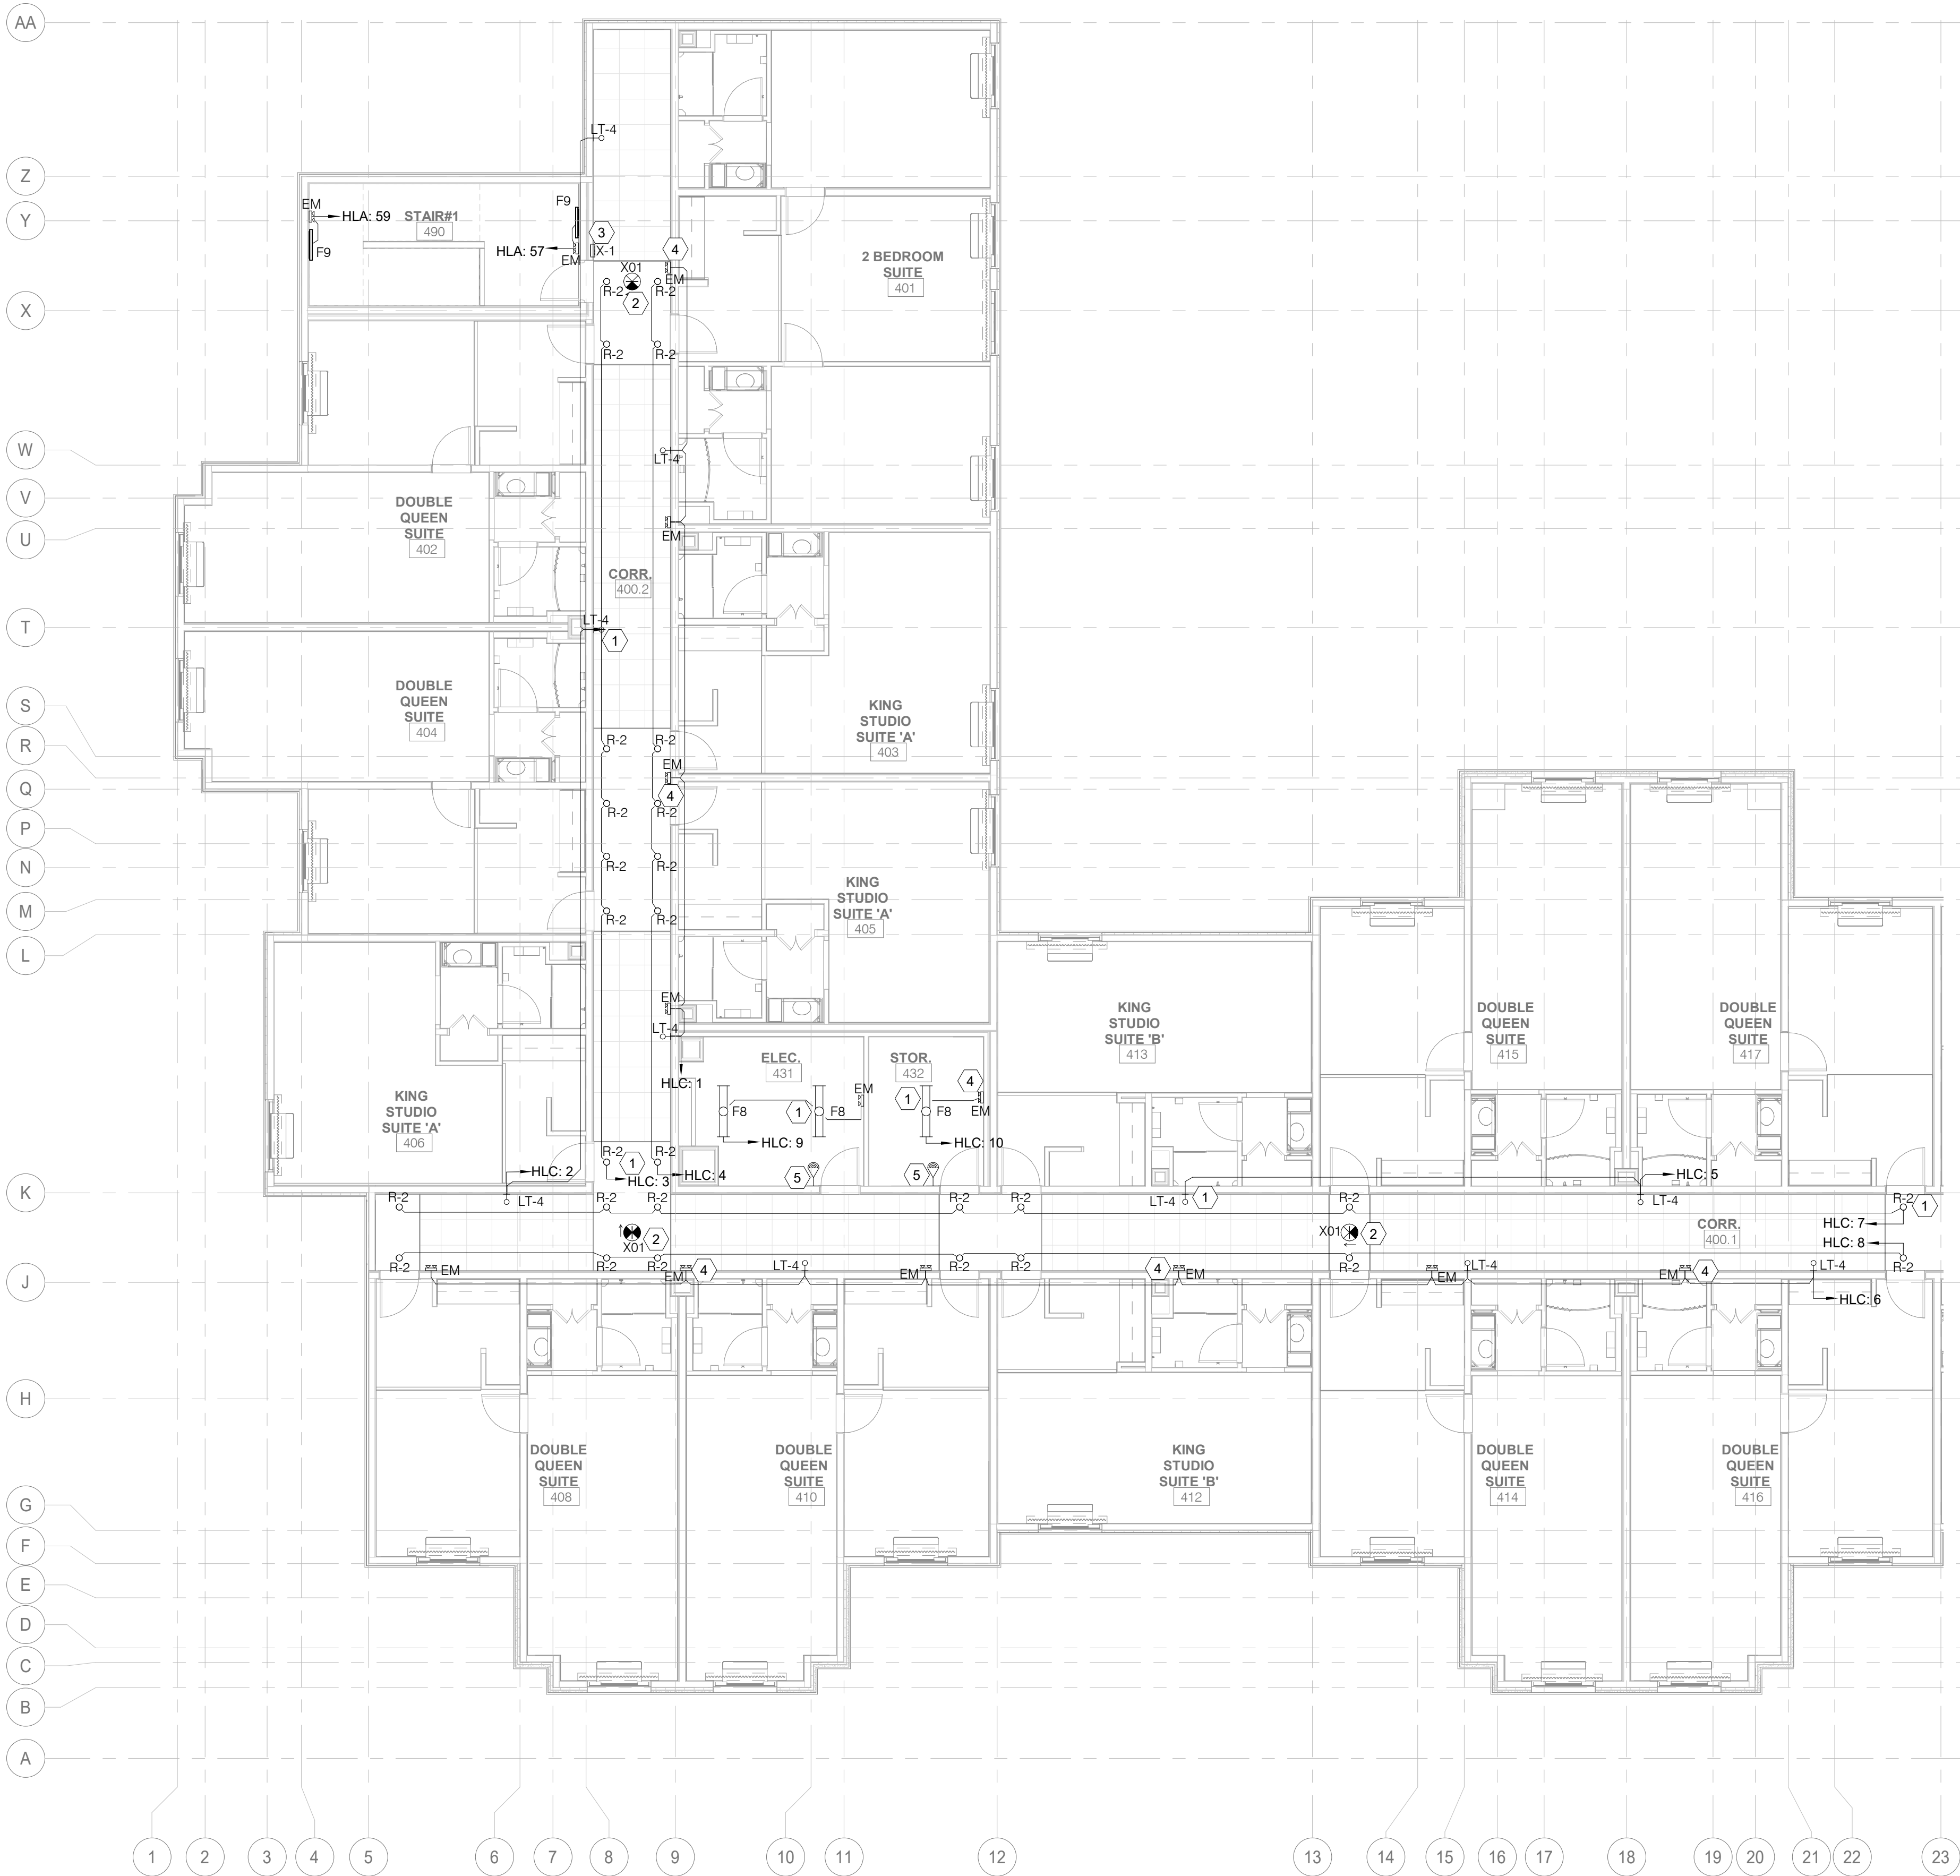 AA
LT-4
Z
Y
EM
HLA: 59
STAIR#1
490
F9
F9
HLA: 57
EM
3
X-1
4
EM
2 BEDROOM
SUITE
401
X01
R-2
R-2
2
X
R-2
R-2
W
LT-4
V
DOUBLE
QUEEN
SUITE
402
U
EM
CORR.
400.2
T
LT-4
1
DOUBLE
QUEEN
SUITE
404
S
KING
STUDIO
SUITE 'A'
403
R
R-2
R-2
EM
Q
4
P
R-2
R-2
N
R-2
R-2
KING
STUDIO
SUITE 'A'
405
M
R-2
R-2
L
EM
KING
STUDIO
SUITE 'B'
413
DOUBLE
QUEEN
SUITE
415
DOUBLE
QUEEN
SUITE
417
LT-4
ELEC.
431
STOR.
432
HLC: 1
KING
STUDIO
SUITE 'A'
406
F8
1
F8
EM
1
F8
4
EM
HLC: 9
HLC: 10
R-2
1
R-2
HLC: 2
HLC: 3
HLC: 4
5
5
HLC: 5
K
R-2
LT-4
R-2
R-2
R-2
R-2
LT-4
1
R-2
LT-4
R-2
1
X01
2
X01
2
CORR.
400.1
HLC: 7
HLC: 8
R-2
R-2
R-2
R-2
R-2
R-2
R-2
J
EM
EM
4
LT-4
EM
4
EM
EM
LT-4
EM
4
LT-4
HLC: 6
H
DOUBLE
QUEEN
SUITE
408
DOUBLE
QUEEN
SUITE
410
KING
STUDIO
SUITE 'B'
412
DOUBLE
QUEEN
SUITE
414
DOUBLE
QUEEN
SUITE
416
G
F
E
D
C
B
A
1
2
3
4
5
6
7
8
9
10
11
12
13
14
15
16
17
18
19
20
21
22
23